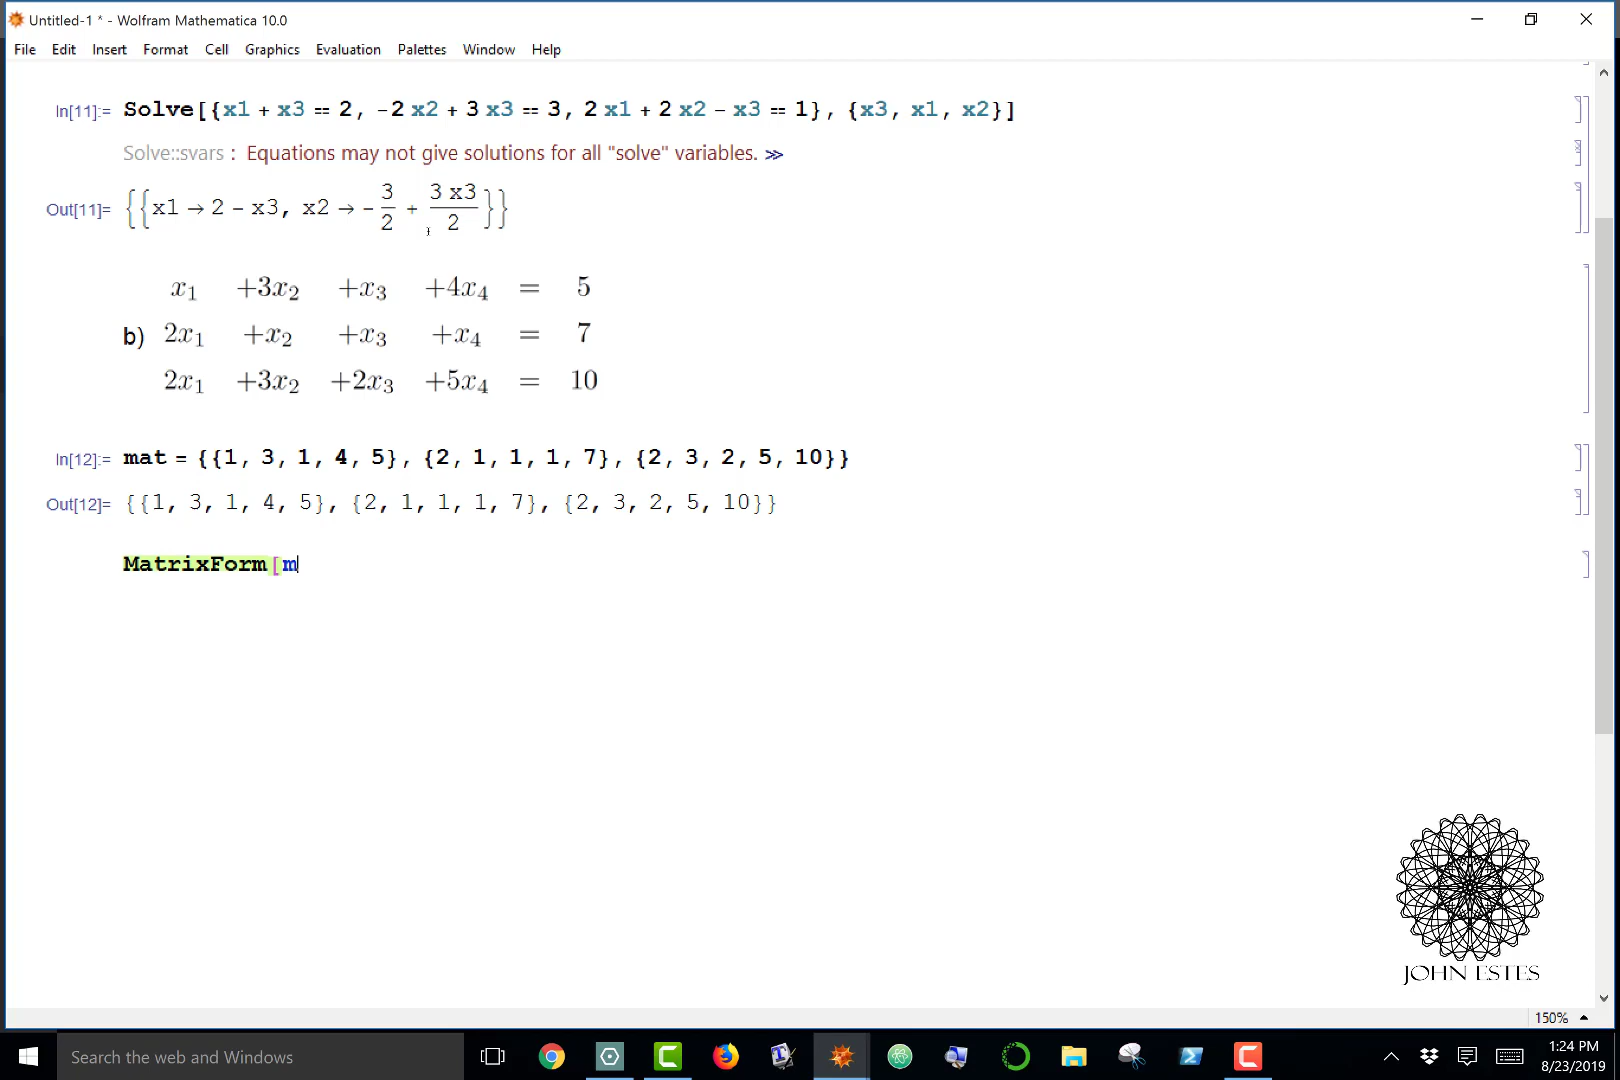 Untitled-1 * - Wolfram Mathematica 10.0
File Edit Insert Format Cell Graphics Evaluation Palettes Window Help
In[11]:= Solve[{x1 + x3 == 2, -2 x2 + 3 x3 == 3, 2 x1 + 2 x2 - x3 == 1}, {x3, x1, x2}]
Solve::svars : Equations may not give solutions for all "solve" variables. ≫
Out[11]= {{x1 → 2 - x3, x2 → - 3/2 + 3 x3/2}}
x₁ +3x₂ +x₃ +4x₄ = 5
b) 2x₁ +x₂ +x₃ +x₄ = 7
2x₁ +3x₂ +2x₃ +5x₄ = 10
In[12]:= mat = {{1, 3, 1, 4, 5}, {2, 1, 1, 1, 7}, {2, 3, 2, 5, 10}}
Out[12]= {{1, 3, 1, 4, 5}, {2, 1, 1, 1, 7}, {2, 3, 2, 5, 10}}
MatrixForm[m
JOHN ESTES
150%
Search the web and Windows
1:24 PM
8/23/2019